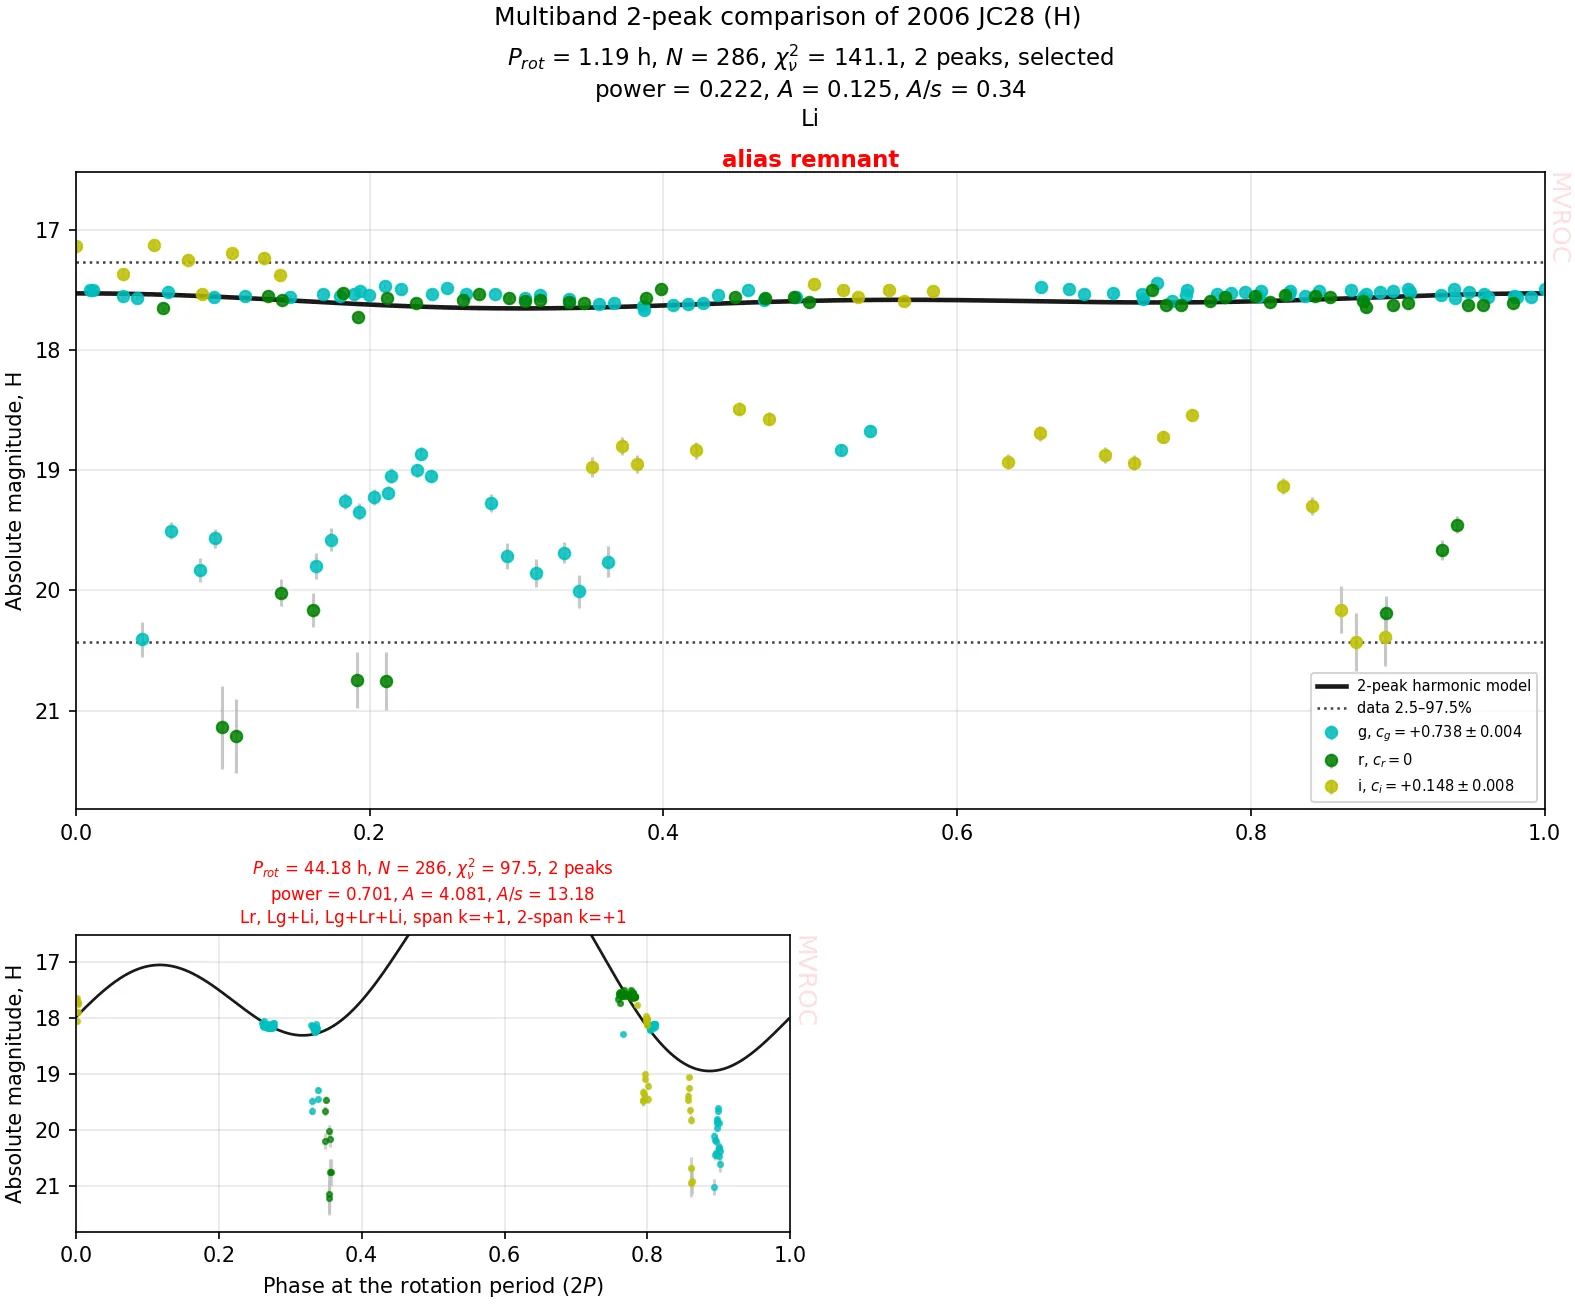 Multiband 2-peak comparison of 2006 JC28 (H)
P_rot = 1.19 h, N = 286, χ²_ν = 141.1, 2 peaks, selected
power = 0.222, A = 0.125, A/s = 0.34
Li
alias remnant
MVROC
Absolute magnitude, H
17
18
19
20
21
2-peak harmonic model
data 2.5–97.5%
g, c_g = +0.738 ± 0.004
r, c_r = 0
i, c_i = +0.148 ± 0.008
0.0 0.2 0.4 0.6 0.8 1.0
P_rot = 44.18 h, N = 286, χ²_ν = 97.5, 2 peaks
power = 0.701, A = 4.081, A/s = 13.18
Lr, Lg+Li, Lg+Lr+Li, span k=+1, 2-span k=+1
MVROC
Absolute magnitude, H
17
18
19
20
21
0.0 0.2 0.4 0.6 0.8 1.0
Phase at the rotation period (2P)